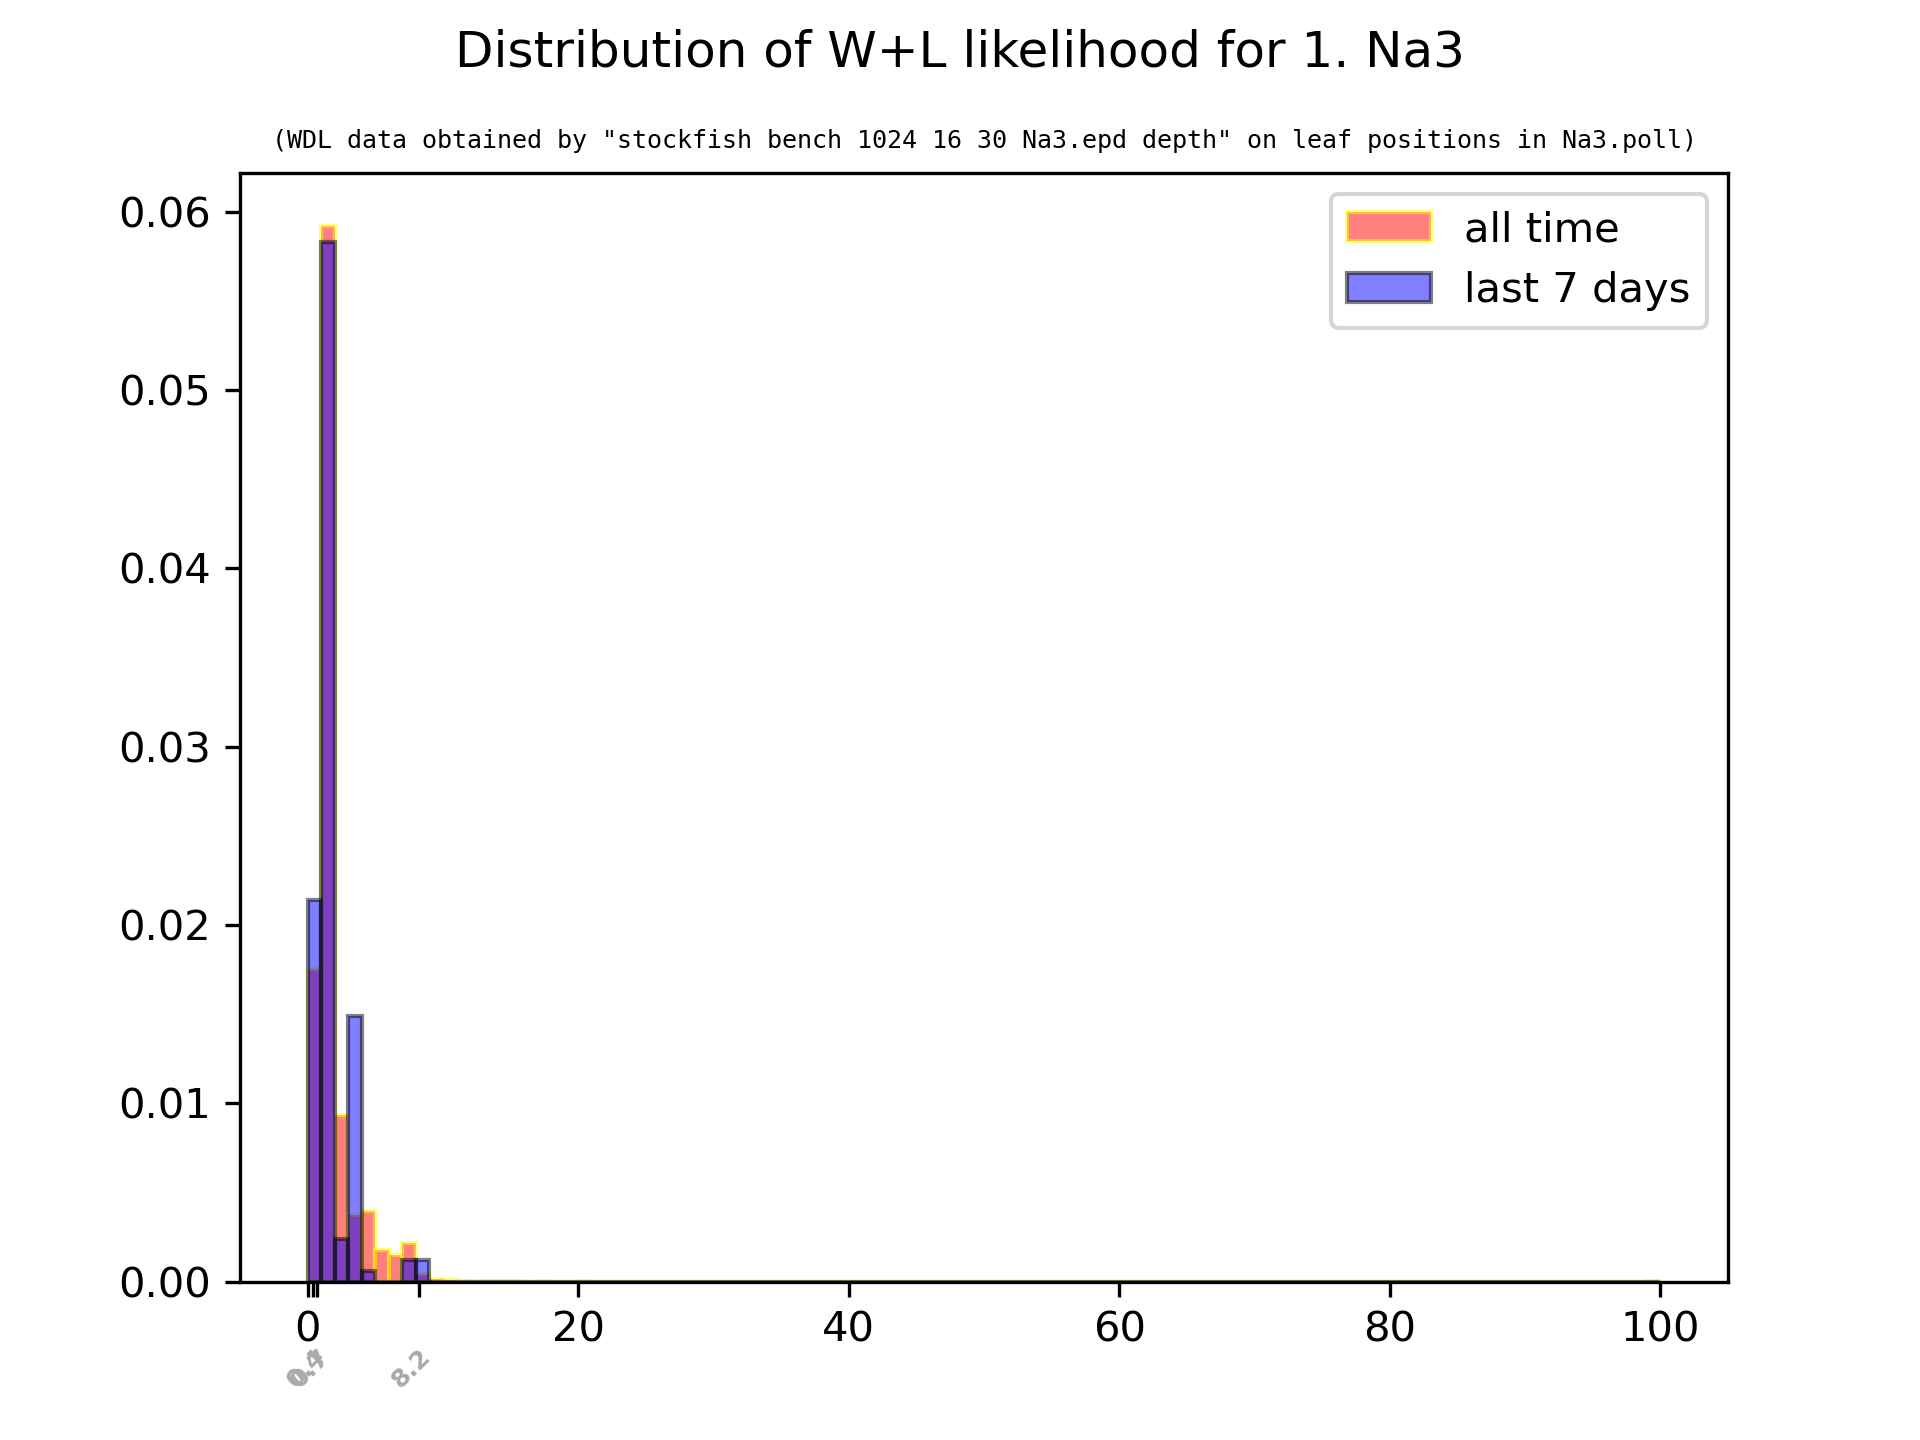 Distribution of W+L likelihood for 1. Na3
(WDL data obtained by "stockfish bench 1024 16 30 Na3.epd depth" on leaf positions in Na3.poll)
all time
last 7 days
0.06
0.05
0.04
0.03
0.02
0.01
0.00
0 20 40 60 80 100
8.2